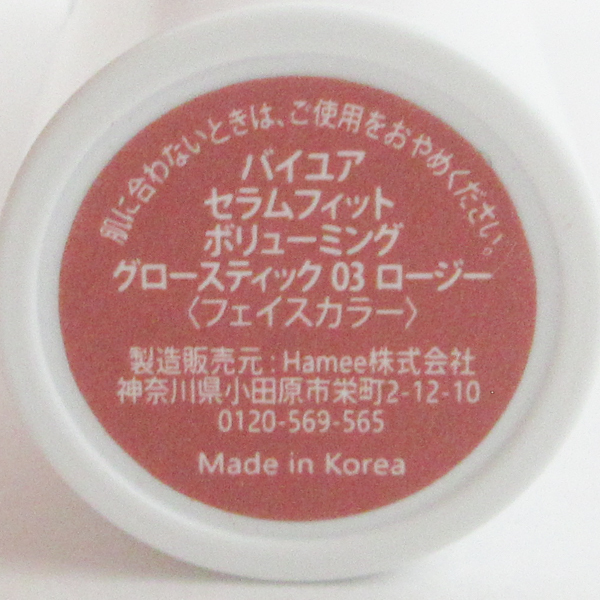 肌に合わないときは、ご使用をおやめください。
バイユア
セラムフィット
ボリューミング
グロースティック 03 ロージー
〈フェイスカラー〉
製造販売元 : Hamee株式会社
神奈川県小田原市栄町2-12-10
0120-569-565
Made in Korea